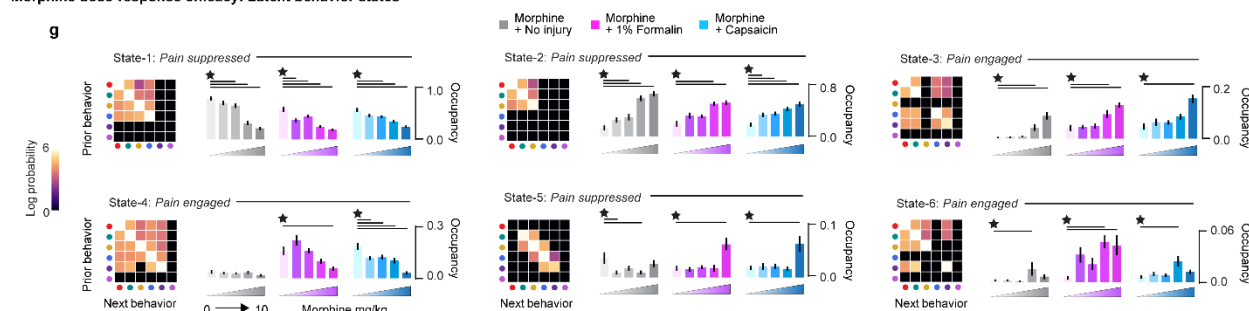 Morphine dose response efficacy: Latent behavior states
g
Morphine + No injury
Morphine + 1% Formalin
Morphine + Capsaicin
State-1: Pain suppressed
Prior behavior
Log probability
6
0
1.0
0.0
Occupancy
State-2: Pain suppressed
0.8
0.0
Occupancy
State-3: Pain engaged
0.2
0.0
Occupancy
State-4: Pain engaged
Prior behavior
Next behavior
0.3
0.0
Occupancy
0 → 10 Morphine mg/kg
State-5: Pain suppressed
Next behavior
0.1
0.0
Occupancy
State-6: Pain engaged
Next behavior
0.06
0.0
Occupancy